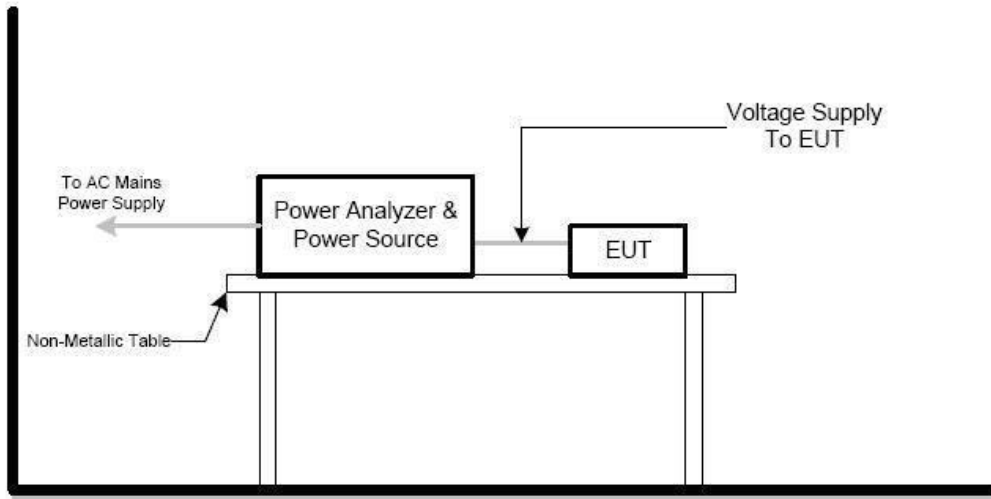 Voltage Supply
To EUT
To AC Mains
Power Supply
Power Analyzer &
Power Source
EUT
Non-Metallic Table